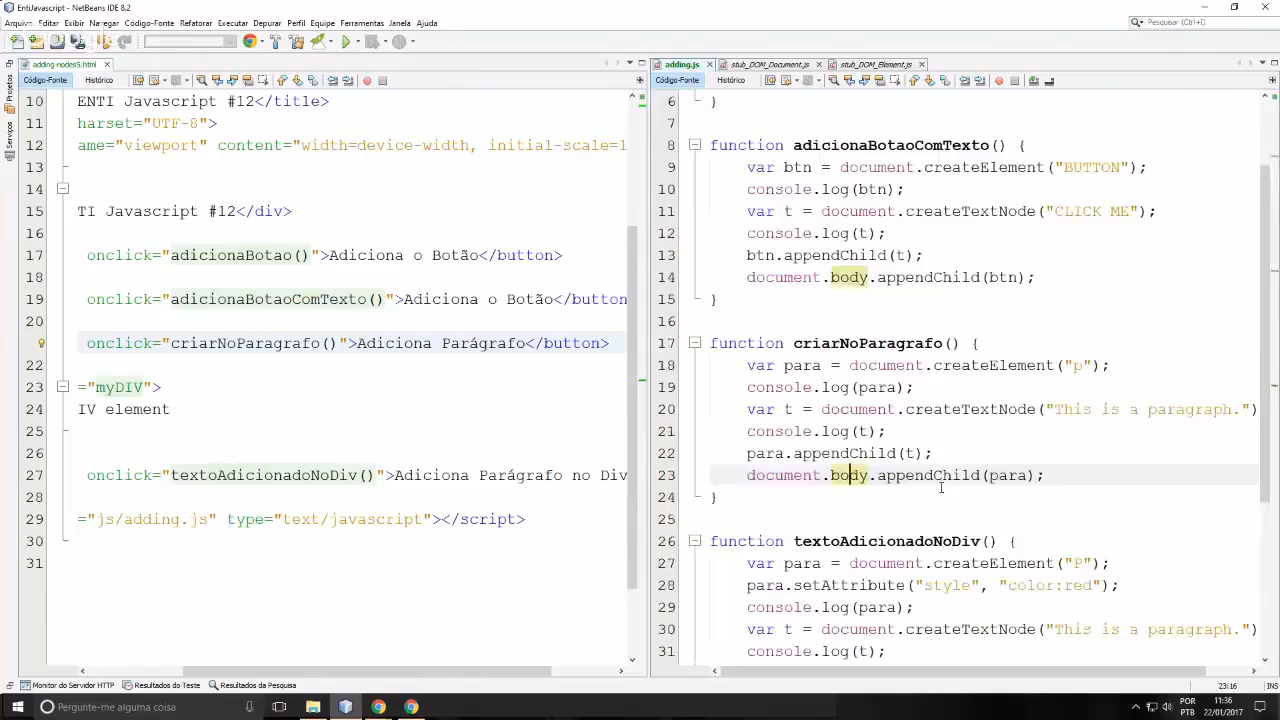 EntiJavascript - NetBeans IDE 8.2
Arquivo Editar Exibir Navegar Código-Fonte Refatorar Executar Depurar Perfil Equipe Ferramentas Janela Ajuda
Pesquisar (Ctrl+I)
adding-nodes5.html
Código-Fonte Histórico
Projetos
Serviços
10 ENTI Javascript #12</title>
11 harset="UTF-8">
12 ame="viewport" content="width=device-width, initial-scale=1
13
14
15 TI Javascript #12</div>
16
17 onclick="adicionaBotao()">Adiciona o Botão</button>
18
19 onclick="adicionaBotaoComTexto()">Adiciona o Botão</button
20
21 onclick="criarNoParagrafo()">Adiciona Parágrafo</button>
22
23 ="myDIV">
24 IV element
25
27 onclick="textoAdicionadoNoDiv()">Adiciona Parágrafo no Div
28
29 ="js/adding.js" type="text/javascript"></script>
30
31
adding.js stub_DOM_Document.js stub_DOM_Element.js
Código-Fonte Histórico
6 }
7
8 function adicionaBotaoComTexto() {
9 var btn = document.createElement("BUTTON");
10 console.log(btn);
11 var t = document.createTextNode("CLICK ME");
12 console.log(t);
13 btn.appendChild(t);
14 document.body.appendChild(btn);
15 }
16
17 function criarNoParagrafo() {
18 var para = document.createElement("p");
19 console.log(para);
20 var t = document.createTextNode("This is a paragraph.")
21 console.log(t);
22 para.appendChild(t);
23 document.body.appendChild(para);
24 }
25
26 function textoAdicionadoNoDiv() {
27 var para = document.createElement("P");
28 para.setAttribute("style", "color:red");
29 console.log(para);
30 var t = document.createTextNode("This is a paragraph.")
31 console.log(t);
Monitor do Servidor HTTP Resultados do Teste Resultados da Pesquisa
23:16 INS
Pergunte-me alguma coisa
POR
PTB
11:36
22/01/2017